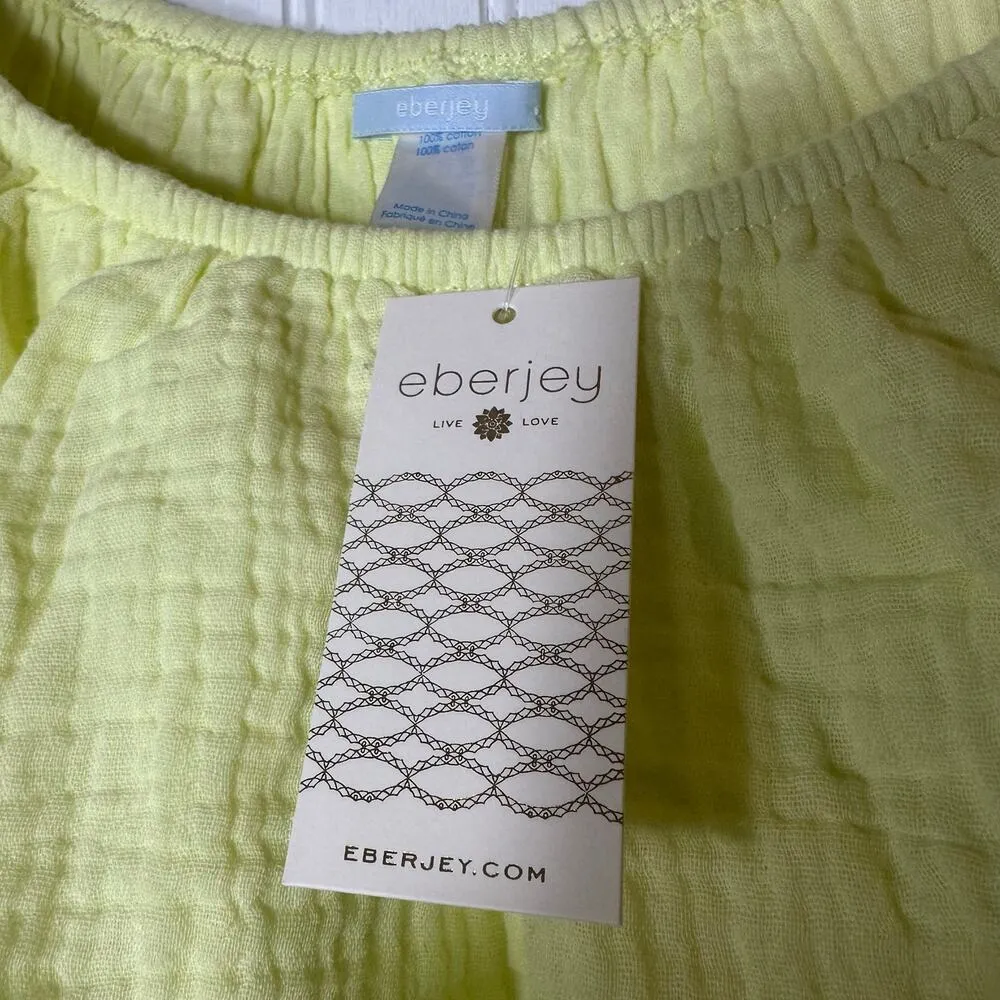 eberjey
100% cotton
100% coton
Made in China
Fabriqué en Chine
eberjey
LIVE LOVE
EBERJEY.COM